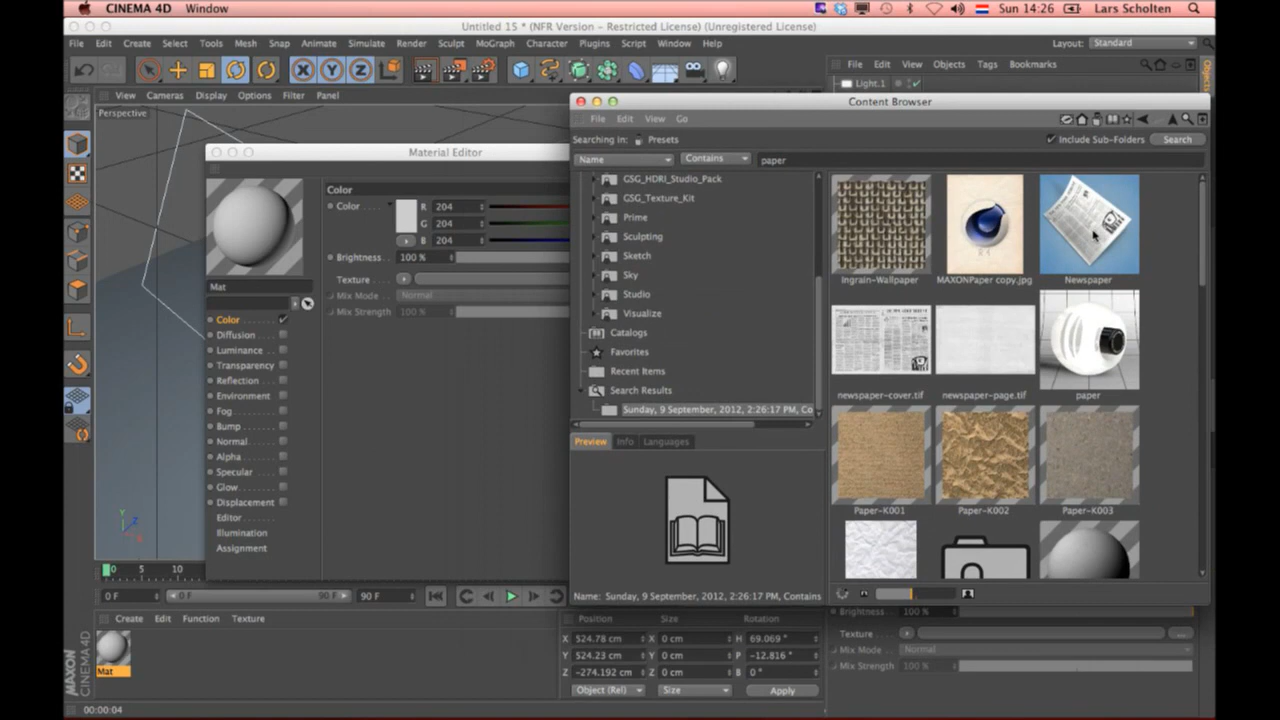 CINEMA 4D Window
Sun 14:26 Lars Scholten
Untitled 15 * (NFR Version - Restricted License) (Unregistered License)
File Edit Create Select Tools Mesh Snap Animate Simulate Render Sculpt MoGraph Character Plugins Script Window Help
Layout: Standard
File Edit View Objects Tags Bookmarks
Light.1
Objects
View Cameras Display Options Filter Panel
Perspective
Material Editor
Content Browser
File Edit View Go
Searching in: Presets
Include Sub-Folders Search
Name Contains paper
Color
Color R 204
G 204
B 204
Brightness 100 %
Texture
Mix Mode Normal
Mix Strength 100 %
Mat
Color
Diffusion
Luminance
Transparency
Reflection
Environment
Fog
Bump
Normal
Alpha
Specular
Glow
Displacement
Editor
Illumination
Assignment
GSG_HDRI_Studio_Pack
GSG_Texture_Kit
Prime
Sculpting
Sketch
Sky
Studio
Visualize
Catalogs
Favorites
Recent Items
Search Results
Sunday, 9 September, 2012, 2:26:17 PM, Co
Preview Info Languages
Name: Sunday, 9 September, 2012, 2:26:17 PM, Contains
Ingrain-Wallpaper MAXONPaper copy.jpg Newspaper
newspaper-cover.tif newspaper-page.tif paper
Paper-K001 Paper-K002 Paper-K003
Y Z
0 5 10
0 F 0 F 90 F 90 F
Create Edit Function Texture
Mat
MAXON
CINEMA 4D
00:00:04
Position Size Rotation
X 524.78 cm X 0 cm H 69.069 °
Y 524.23 cm Y 0 cm P -12.816 °
Z -274.192 cm Z 0 cm B 0 °
Object (Rel) Size Apply
Brightness 100 %
Texture
Mix Mode Normal
Mix Strength 100 %